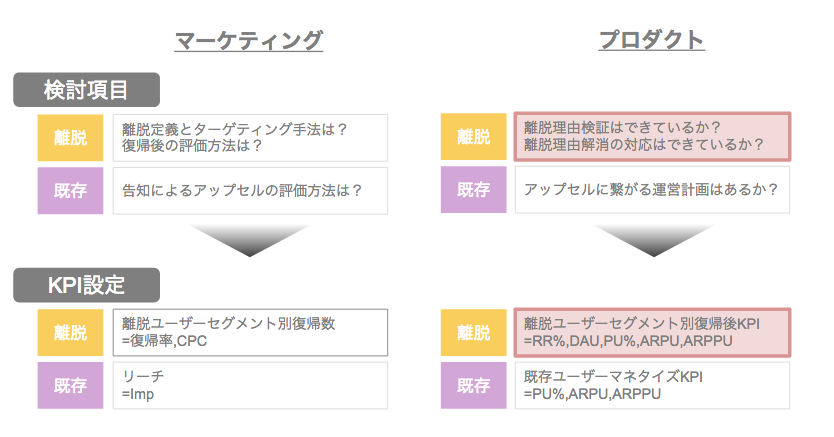 マーケティング
プロダクト
検討項目
離脱
離脱定義とターゲティング手法は？
復帰後の評価方法は？
離脱
離脱理由検証はできているか？
離脱理由解消の対応はできているか？
既存
告知によるアップセルの評価方法は？
既存
アップセルに繋がる運営計画はあるか？
KPI設定
離脱
離脱ユーザーセグメント別復帰数
=復帰率,CPC
離脱
離脱ユーザーセグメント別復帰後KPI
=RR%,DAU,PU%,ARPU,ARPPU
既存
リーチ
=Imp
既存
既存ユーザーマネタイズKPI
=PU%,ARPU,ARPPU